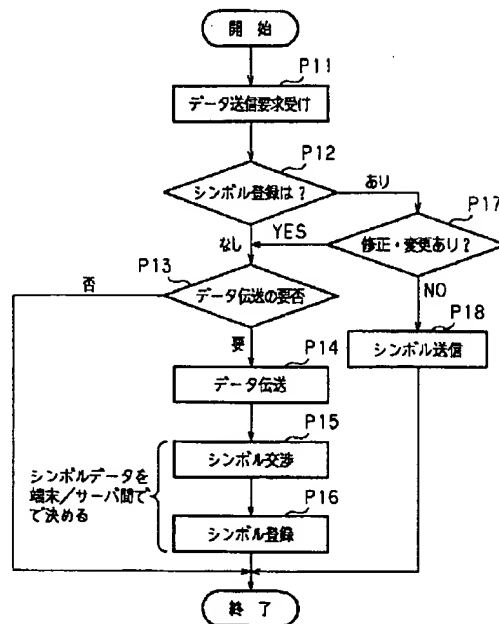 開始
P11
データ送信要求受け
P12
シンボル登録は?
あり
P17
なし
YES
修正・変更あり?
P13
否
データ伝送の要否
NO
P18
要
P14
シンボル送信
データ伝送
P15
シンボル交渉
シンボルデータを
端末/サーバ間で
で決める
P16
シンボル登録
終了